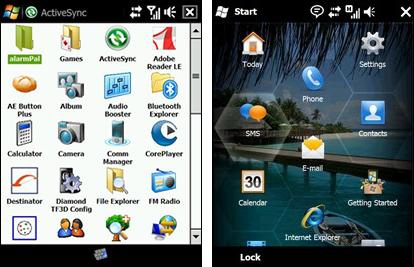 ActiveSync
alarmPal
Games
ActiveSync
Adobe
Reader LE
AE Button
Plus
Album
Audio
Booster
Bluetooth
Explorer
Calculator
Camera
Comm
Manager
CorePlayer
Destinator
Diamond
TF3D Config
File Explorer
FM Radio
Start
H
Today
Settings
Phone
SMS
Contacts
E-mail
30
Calendar
Getting Started
Internet Explorer
Lock